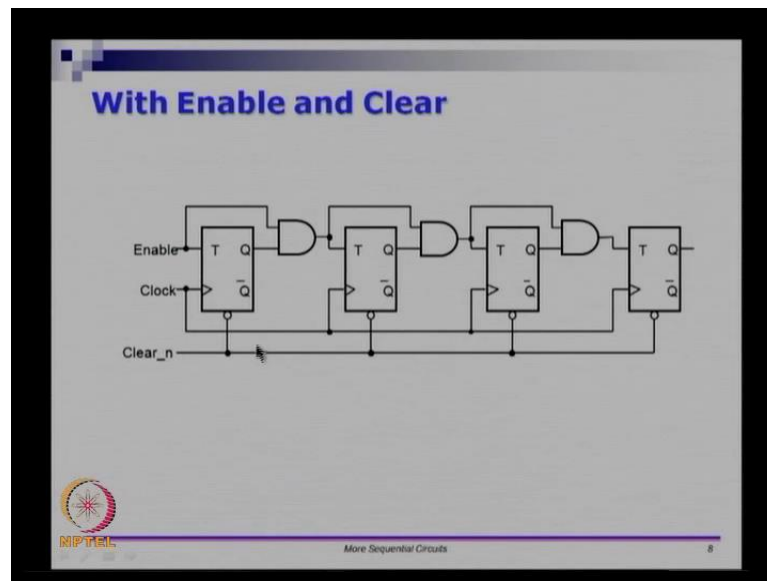 With Enable and Clear
Enable
T Q T Q T Q T Q
Clock
Q Q Q Q
Clear_n
NPTEL
More Sequential Circuits
8